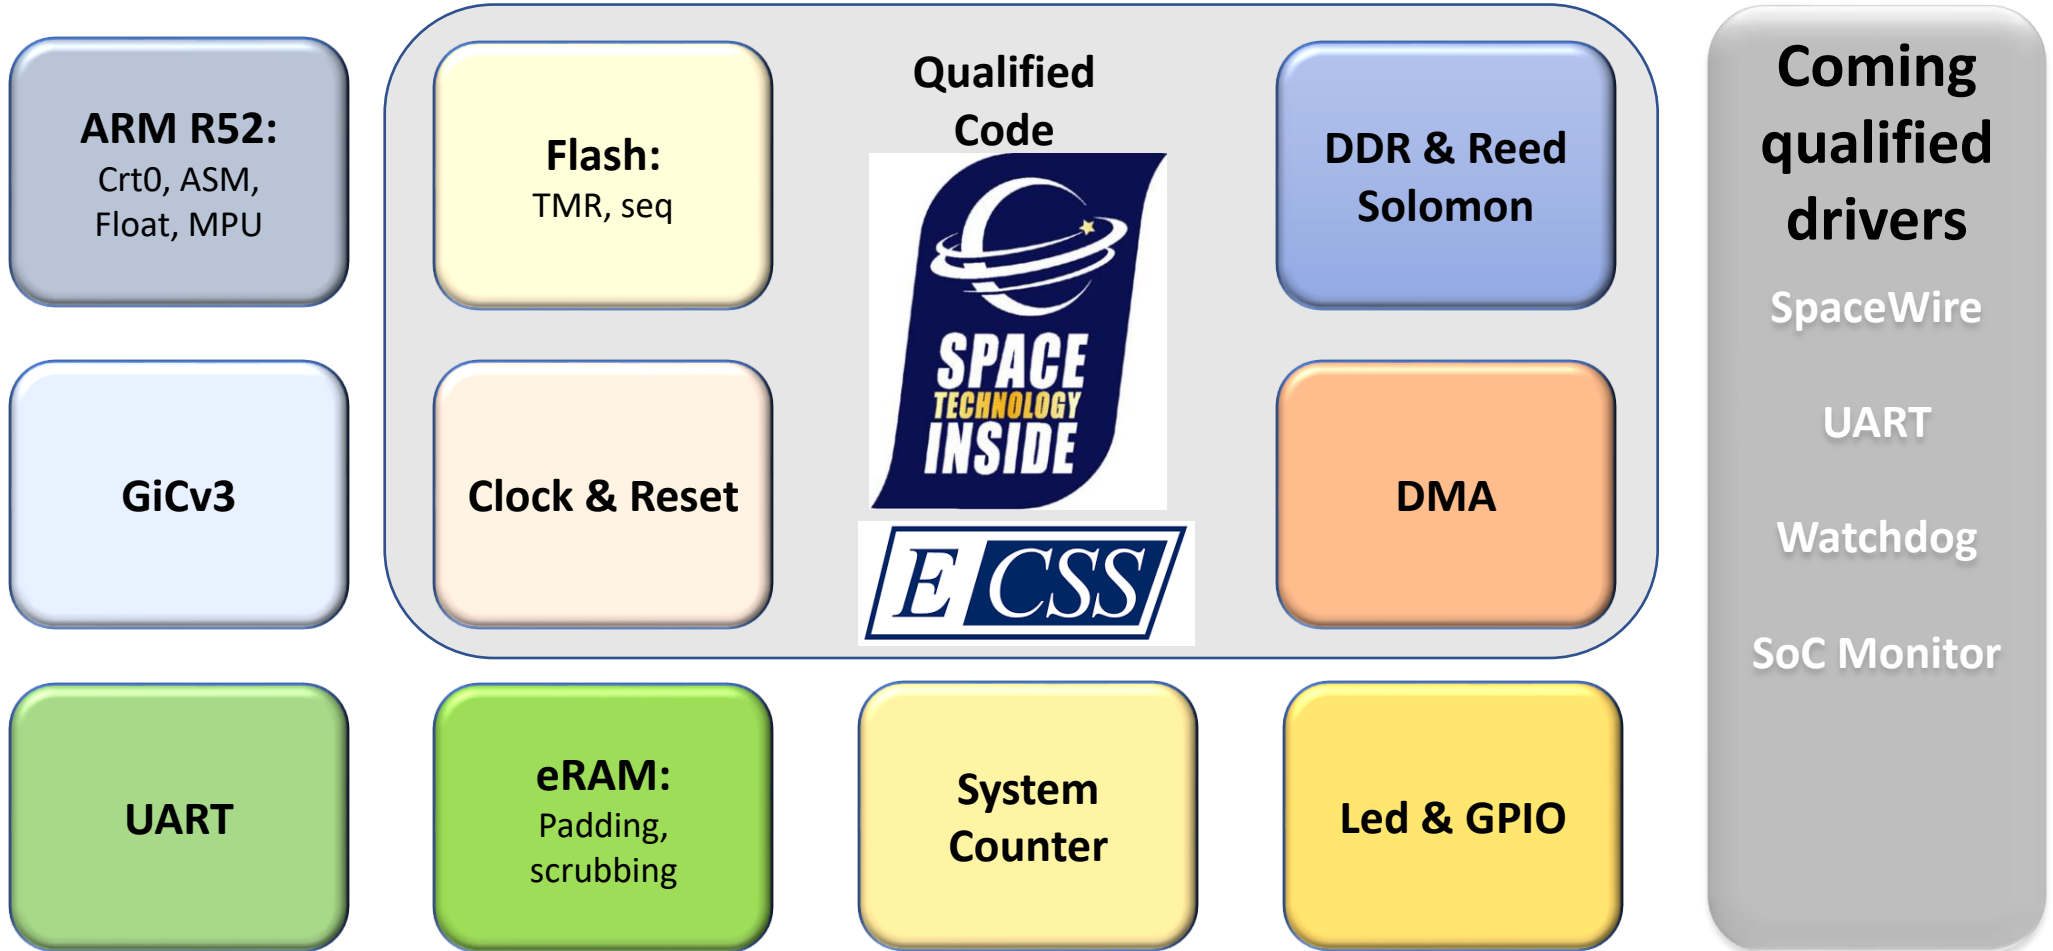 ARM R52:
Crt0, ASM,
Float, MPU
Flash:
TMR, seq
Qualified
Code
SPACE
TECHNOLOGY
INSIDE
E CSS
DDR & Reed
Solomon
GiCv3
Clock & Reset
DMA
UART
eRAM:
Padding,
scrubbing
System
Counter
Led & GPIO
Coming
qualified
drivers
SpaceWire
UART
Watchdog
SoC Monitor